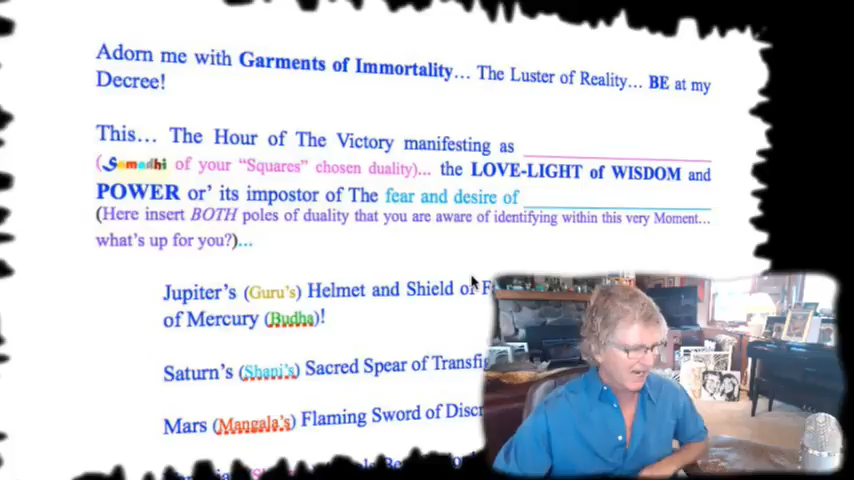 Adorn me with Garments of Immortality… The Luster of Reality… BE at my
Decree!
This… The Hour of The Victory manifesting as ____________________
(Samadhi of your “Squares” chosen duality)... the LOVE-LIGHT of WISDOM and
POWER or’ its impostor of The fear and desire of ____________________
(Here insert BOTH poles of duality that you are aware of identifying within this very Moment...
what’s up for you?)…
Jupiter’s (Guru’s) Helmet and Shield of
of Mercury (Budha)!
Saturn’s (Shani’s) Sacred Spear of
Mars (Mangala’s) Flaming Sword of